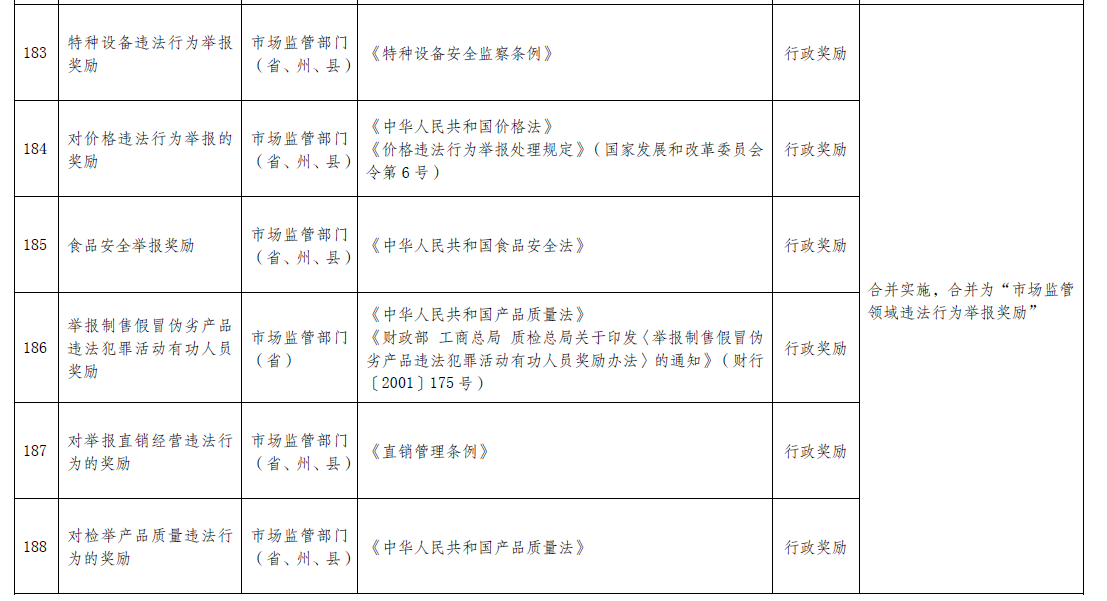 183
特种设备违法行为举报
奖励
市场监管部门
（省、州、县）
《特种设备安全监察条例》
行政奖励
184
对价格违法行为举报的
奖励
市场监管部门
（省、州、县）
《中华人民共和国价格法》
《价格违法行为举报处理规定》（国家发展和改革委员会
令第 6 号）
行政奖励
185
食品安全举报奖励
市场监管部门
（省、州、县）
《中华人民共和国食品安全法》
行政奖励
合并实施，合并为“市场监管
领域违法行为举报奖励”
186
举报制售假冒伪劣产品
违法犯罪活动有功人员
奖励
市场监管部门
（省）
《中华人民共和国产品质量法》
《财政部 工商总局 质检总局关于印发〈举报制售假冒伪
劣产品违法犯罪活动有功人员奖励办法〉的通知》（财行
〔2001〕175 号）
行政奖励
187
对举报直销经营违法行
为的奖励
市场监管部门
（省、州、县）
《直销管理条例》
行政奖励
188
对检举产品质量违法行
为的奖励
市场监管部门
（省、州、县）
《中华人民共和国产品质量法》
行政奖励